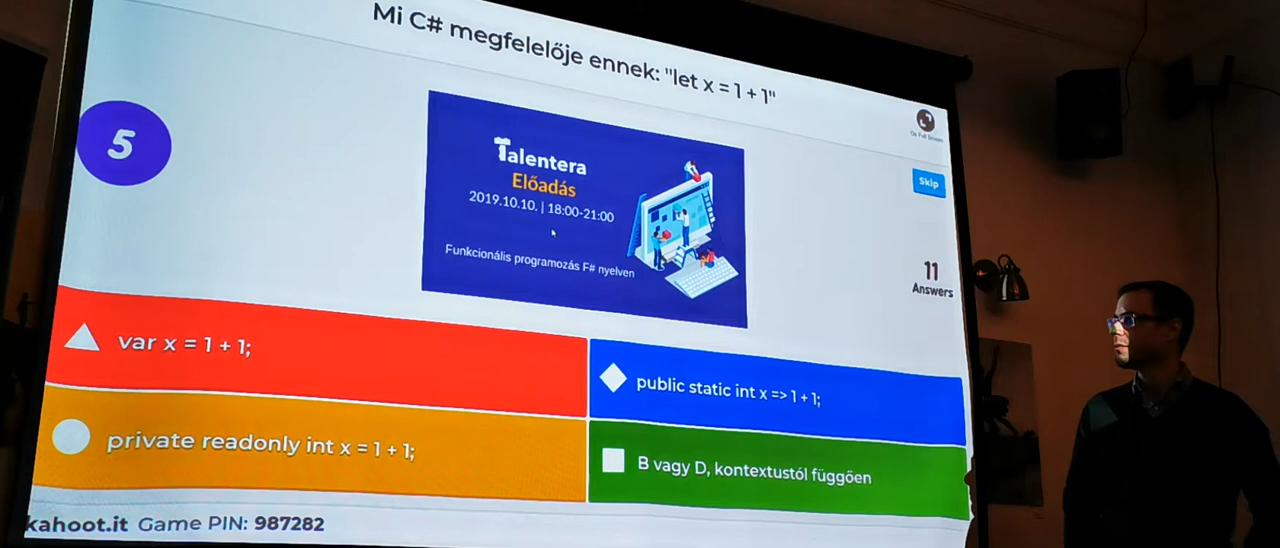 Mi C# megfelelője ennek: "let x = 1 + 1"
5
Talentera
Előadás
2019.10.10. | 18:00-21:00
Funkcionális programozás F# nyelven
Skip
11
Answers
var x = 1 + 1;
public static int x => 1 + 1;
private readonly int x = 1 + 1;
B vagy D, kontextustól függően
kahoot.it Game PIN: 987282